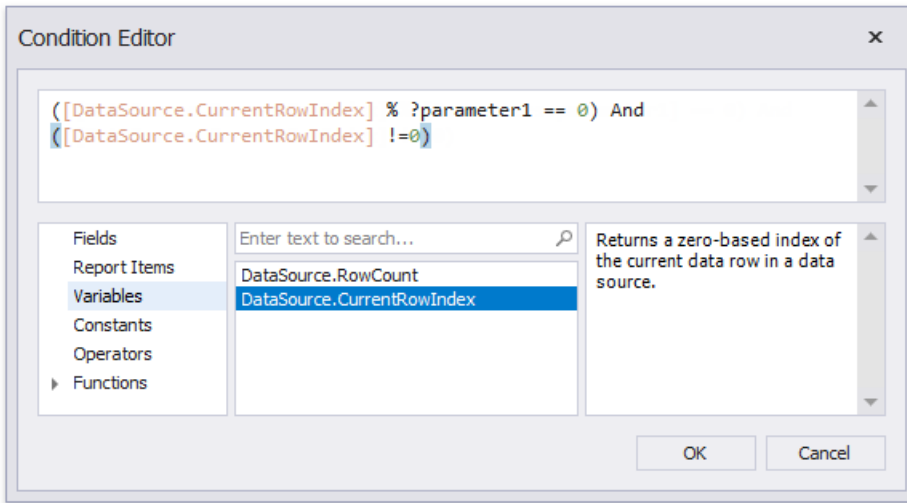 Condition Editor
([DataSource.CurrentRowIndex] % ?parameter1 == 0) And
([DataSource.CurrentRowIndex] !=0)
Fields
Report Items
Variables
Constants
Operators
Functions
Enter text to search...
DataSource.RowCount
DataSource.CurrentRowIndex
Returns a zero-based index of
the current data row in a data
source.
OK
Cancel